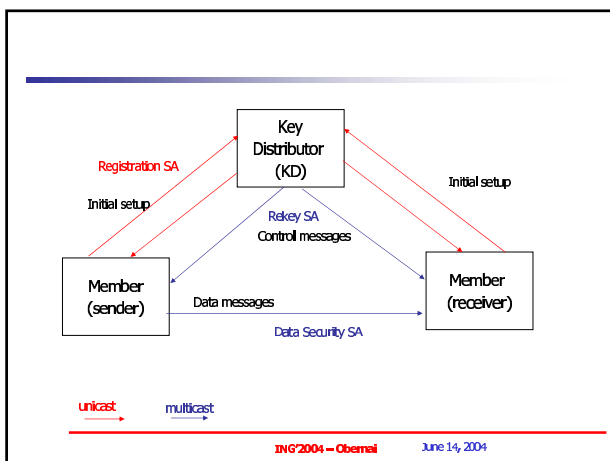 Key
Distributor
(KD)
Registration SA
Initial setup
Initial setup
Rekey SA
Control messages
Member
(sender)
Member
(receiver)
Data messages
Data Security SA
unicast
multicast
ING'2004 – Obernai
June 14, 2004